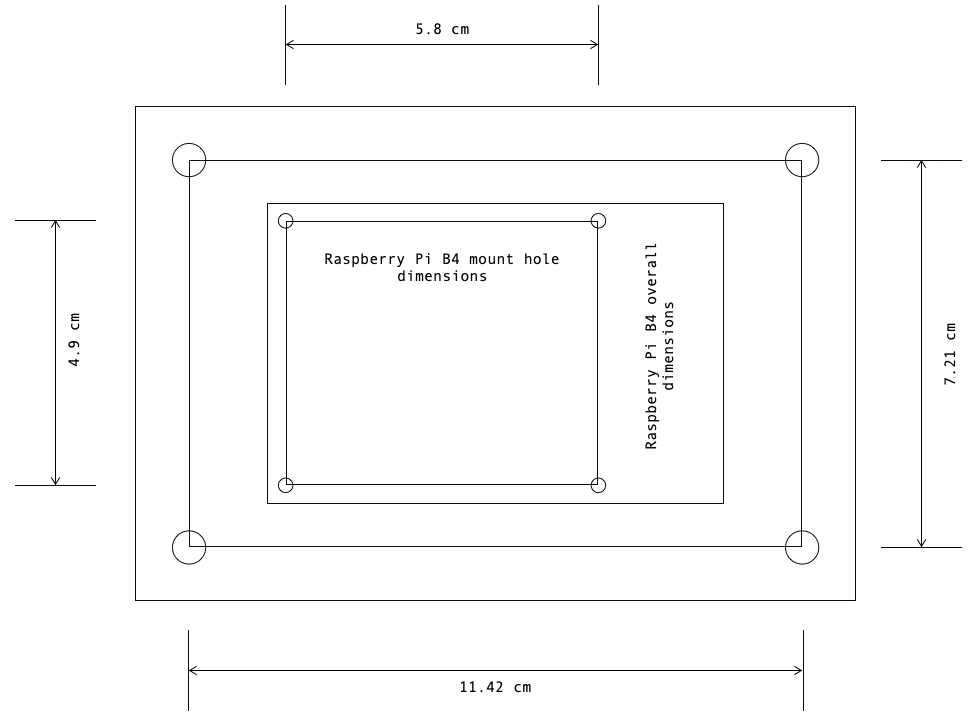 5.8 cm
Raspberry Pi B4 mount hole
dimensions
Raspberry Pi B4 overall
dimensions
4.9 cm
7.21 cm
11.42 cm